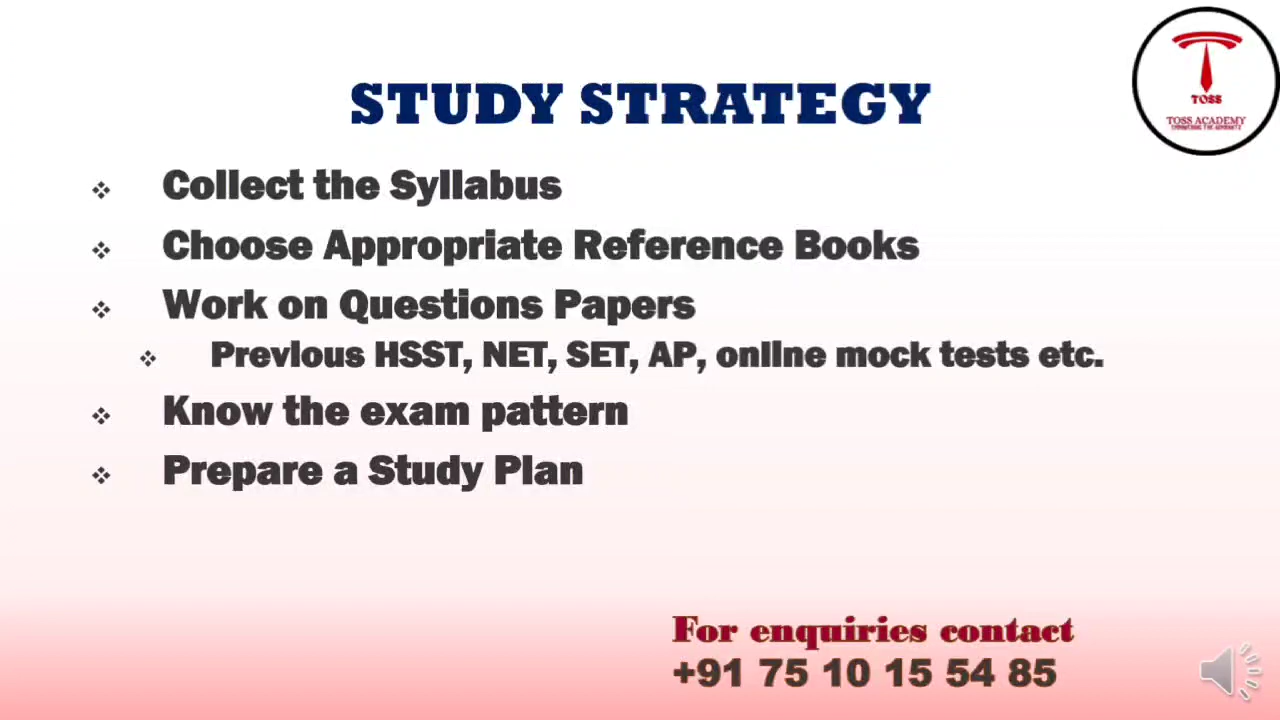 STUDY STRATEGY
TOSS
TOSS ACADEMY
Collect the Syllabus
Choose Appropriate Reference Books
Work on Questions Papers
Previous HSST, NET, SET, AP, online mock tests etc.
Know the exam pattern
Prepare a Study Plan
For enquiries contact
+91 75 10 15 54 85